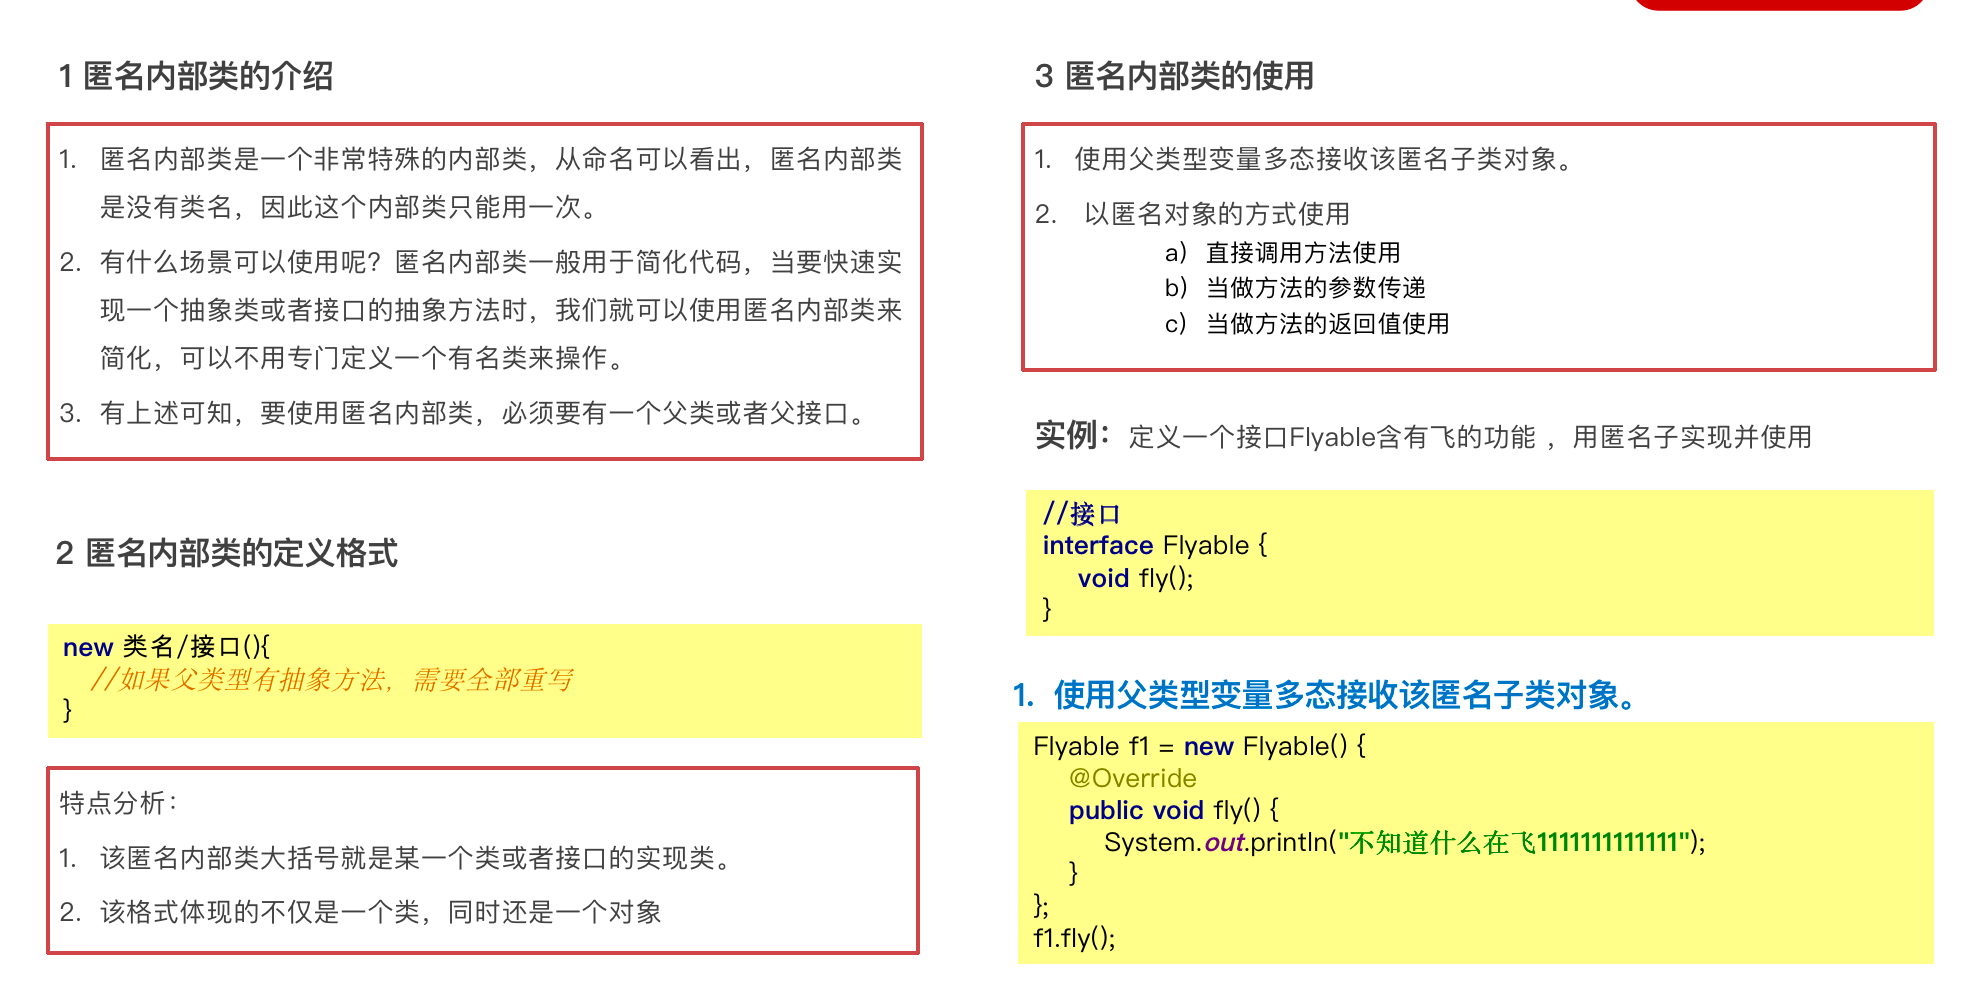 1 匿名内部类的介绍
1. 匿名内部类是一个非常特殊的内部类，从命名可以看出，匿名内部类
是没有类名，因此这个内部类只能用一次。
2. 有什么场景可以使用呢？匿名内部类一般用于简化代码，当要快速实
现一个抽象类或者接口的抽象方法时，我们就可以使用匿名内部类来
简化，可以不用专门定义一个有名类来操作。
3. 有上述可知，要使用匿名内部类，必须要有一个父类或者父接口。
2 匿名内部类的定义格式
new 类名/接口(){
//如果父类型有抽象方法，需要全部重写
}
特点分析：
1. 该匿名内部类大括号就是某一个类或者接口的实现类。
2. 该格式体现的不仅是一个类，同时还是一个对象
3 匿名内部类的使用
1. 使用父类型变量多态接收该匿名子类对象。
2. 以匿名对象的方式使用
a) 直接调用方法使用
b) 当做方法的参数传递
c) 当做方法的返回值使用
实例：定义一个接口Flyable含有飞的功能 ，用匿名子实现并使用
//接口
interface Flyable {
void fly();
}
1. 使用父类型变量多态接收该匿名子类对象。
Flyable f1 = new Flyable() {
@Override
public void fly() {
System.out.println("不知道什么在飞1111111111111");
}
};
f1.fly();